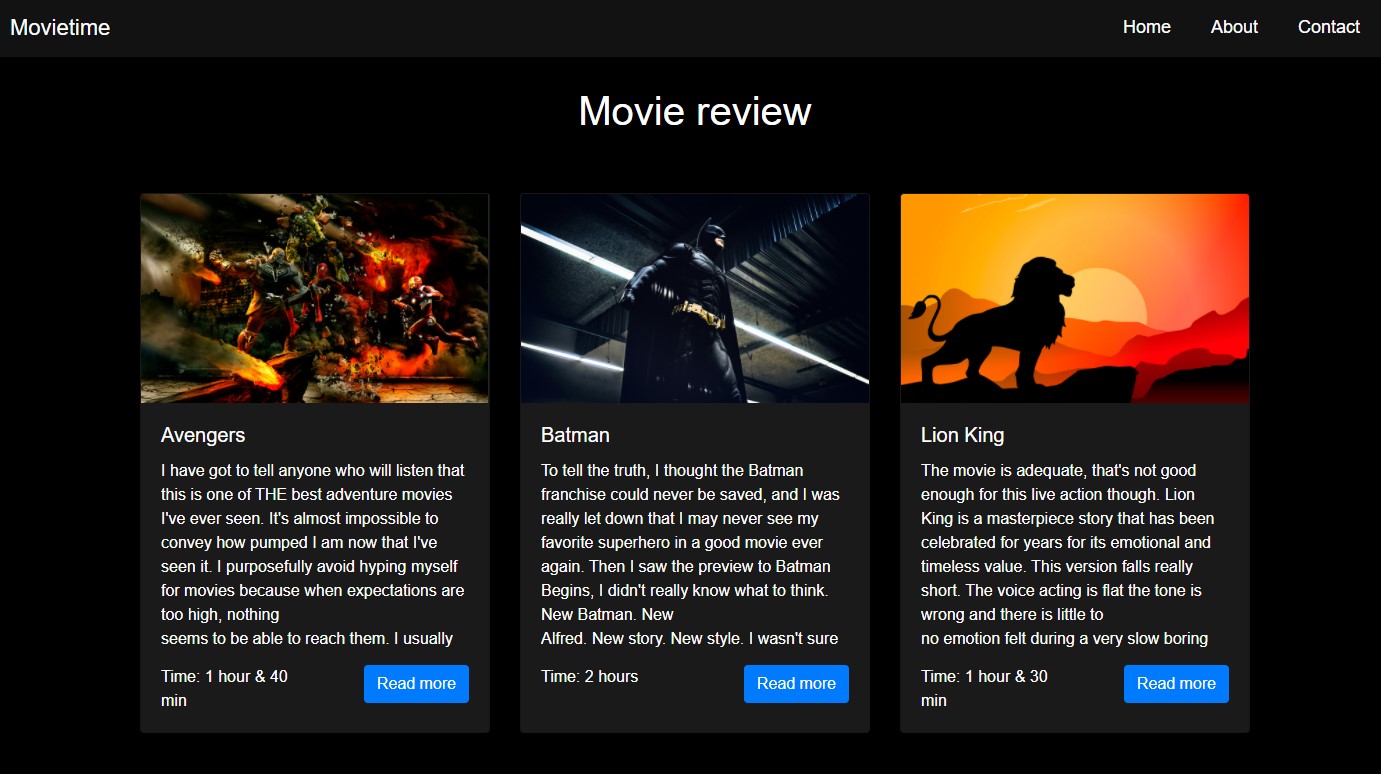 Movietime
Home
About
Contact
Movie review
Avengers
I have got to tell anyone who will listen that
this is one of THE best adventure movies
I've ever seen. It's almost impossible to
convey how pumped I am now that I've
seen it. I purposefully avoid hyping myself
for movies because when expectations are
too high, nothing
seems to be able to reach them. I usually
Time: 1 hour & 40
min
Read more
Batman
To tell the truth, I thought the Batman
franchise could never be saved, and I was
really let down that I may never see my
favorite superhero in a good movie ever
again. Then I saw the preview to Batman
Begins, I didn't really know what to think.
New Batman. New
Alfred. New story. New style. I wasn't sure
Time: 2 hours
Read more
Lion King
The movie is adequate, that's not good
enough for this live action though. Lion
King is a masterpiece story that has been
celebrated for years for its emotional and
timeless value. This version falls really
short. The voice acting is flat the tone is
wrong and there is little to
no emotion felt during a very slow boring
Time: 1 hour & 30
min
Read more